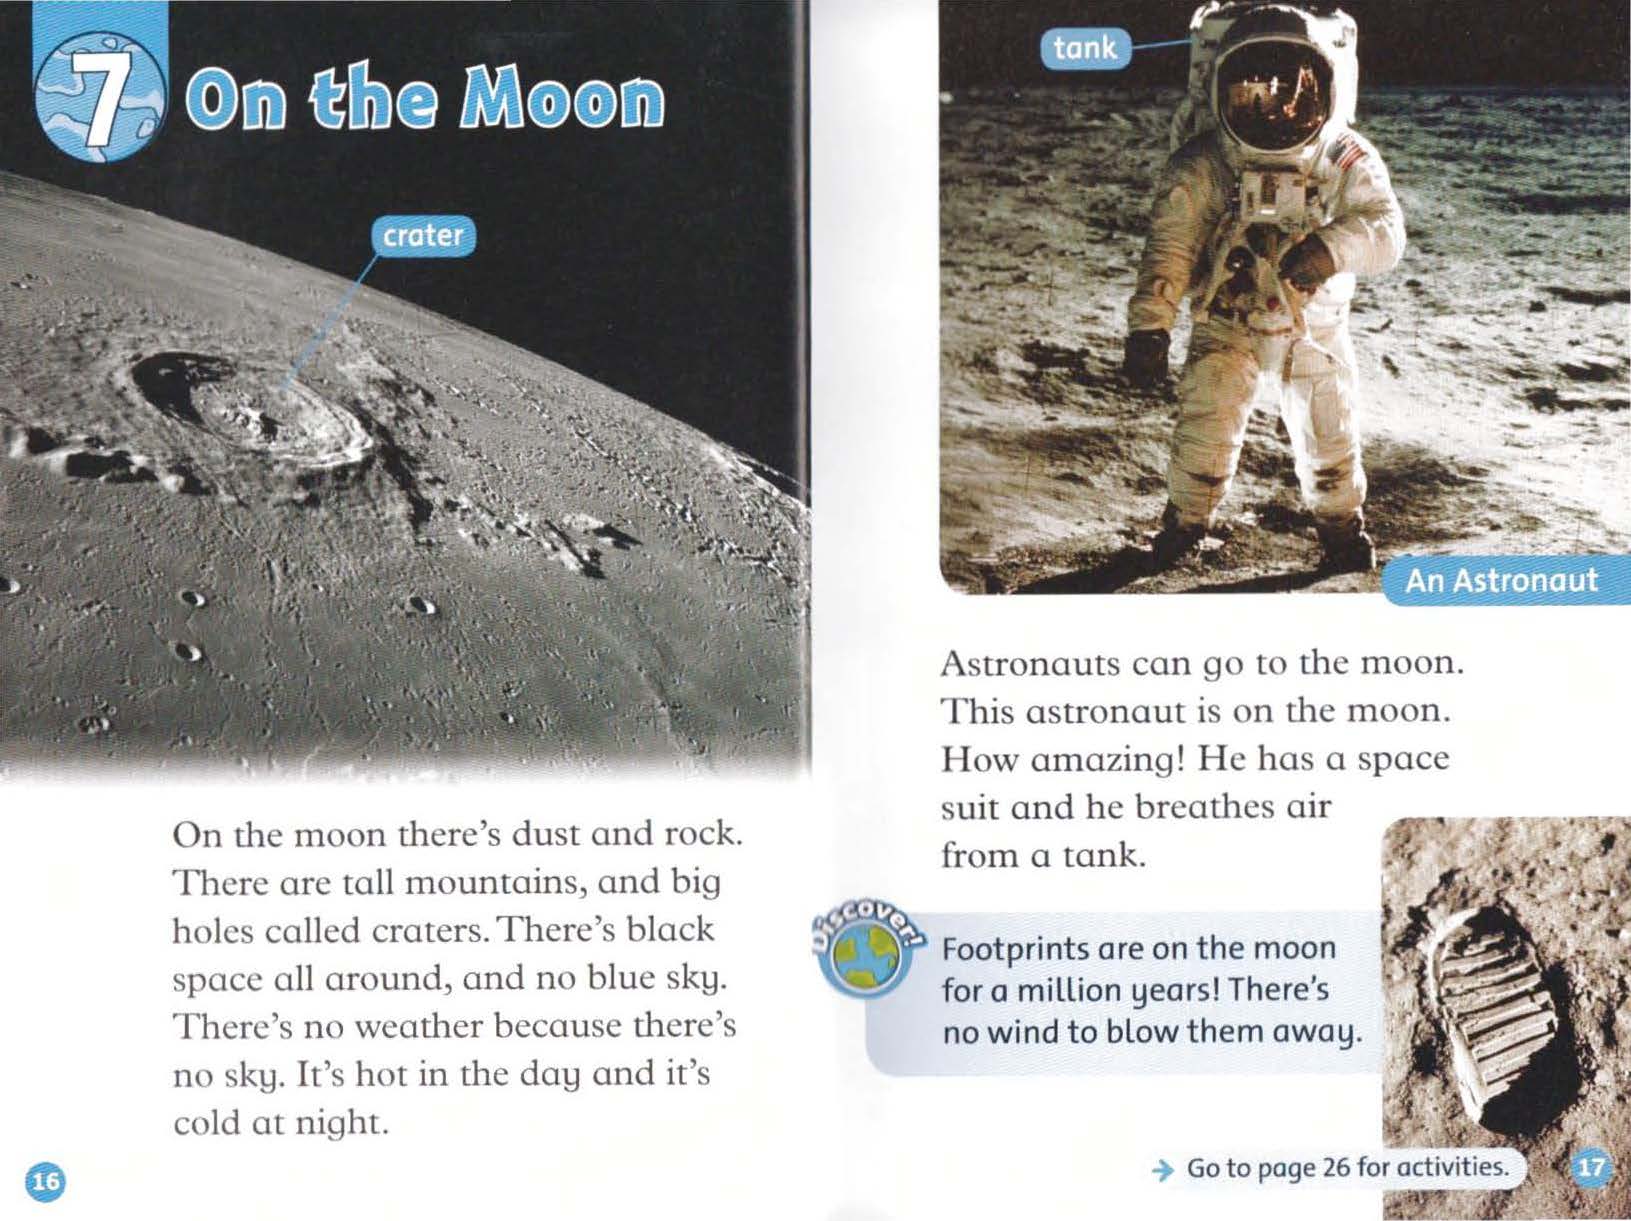 7 On the Moon
crater
On the moon there's dust and rock.
There are tall mountains, and big
holes called craters. There's black
space all around, and no blue sky.
There's no weather because there's
no sky. It's hot in the day and it's
cold at night.
16
tank
An Astronaut
Astronauts can go to the moon.
This astronaut is on the moon.
How amazing! He has a space
suit and he breathes air
from a tank.
Discover!
Footprints are on the moon
for a million years! There's
no wind to blow them away.
→ Go to page 26 for activities.
17